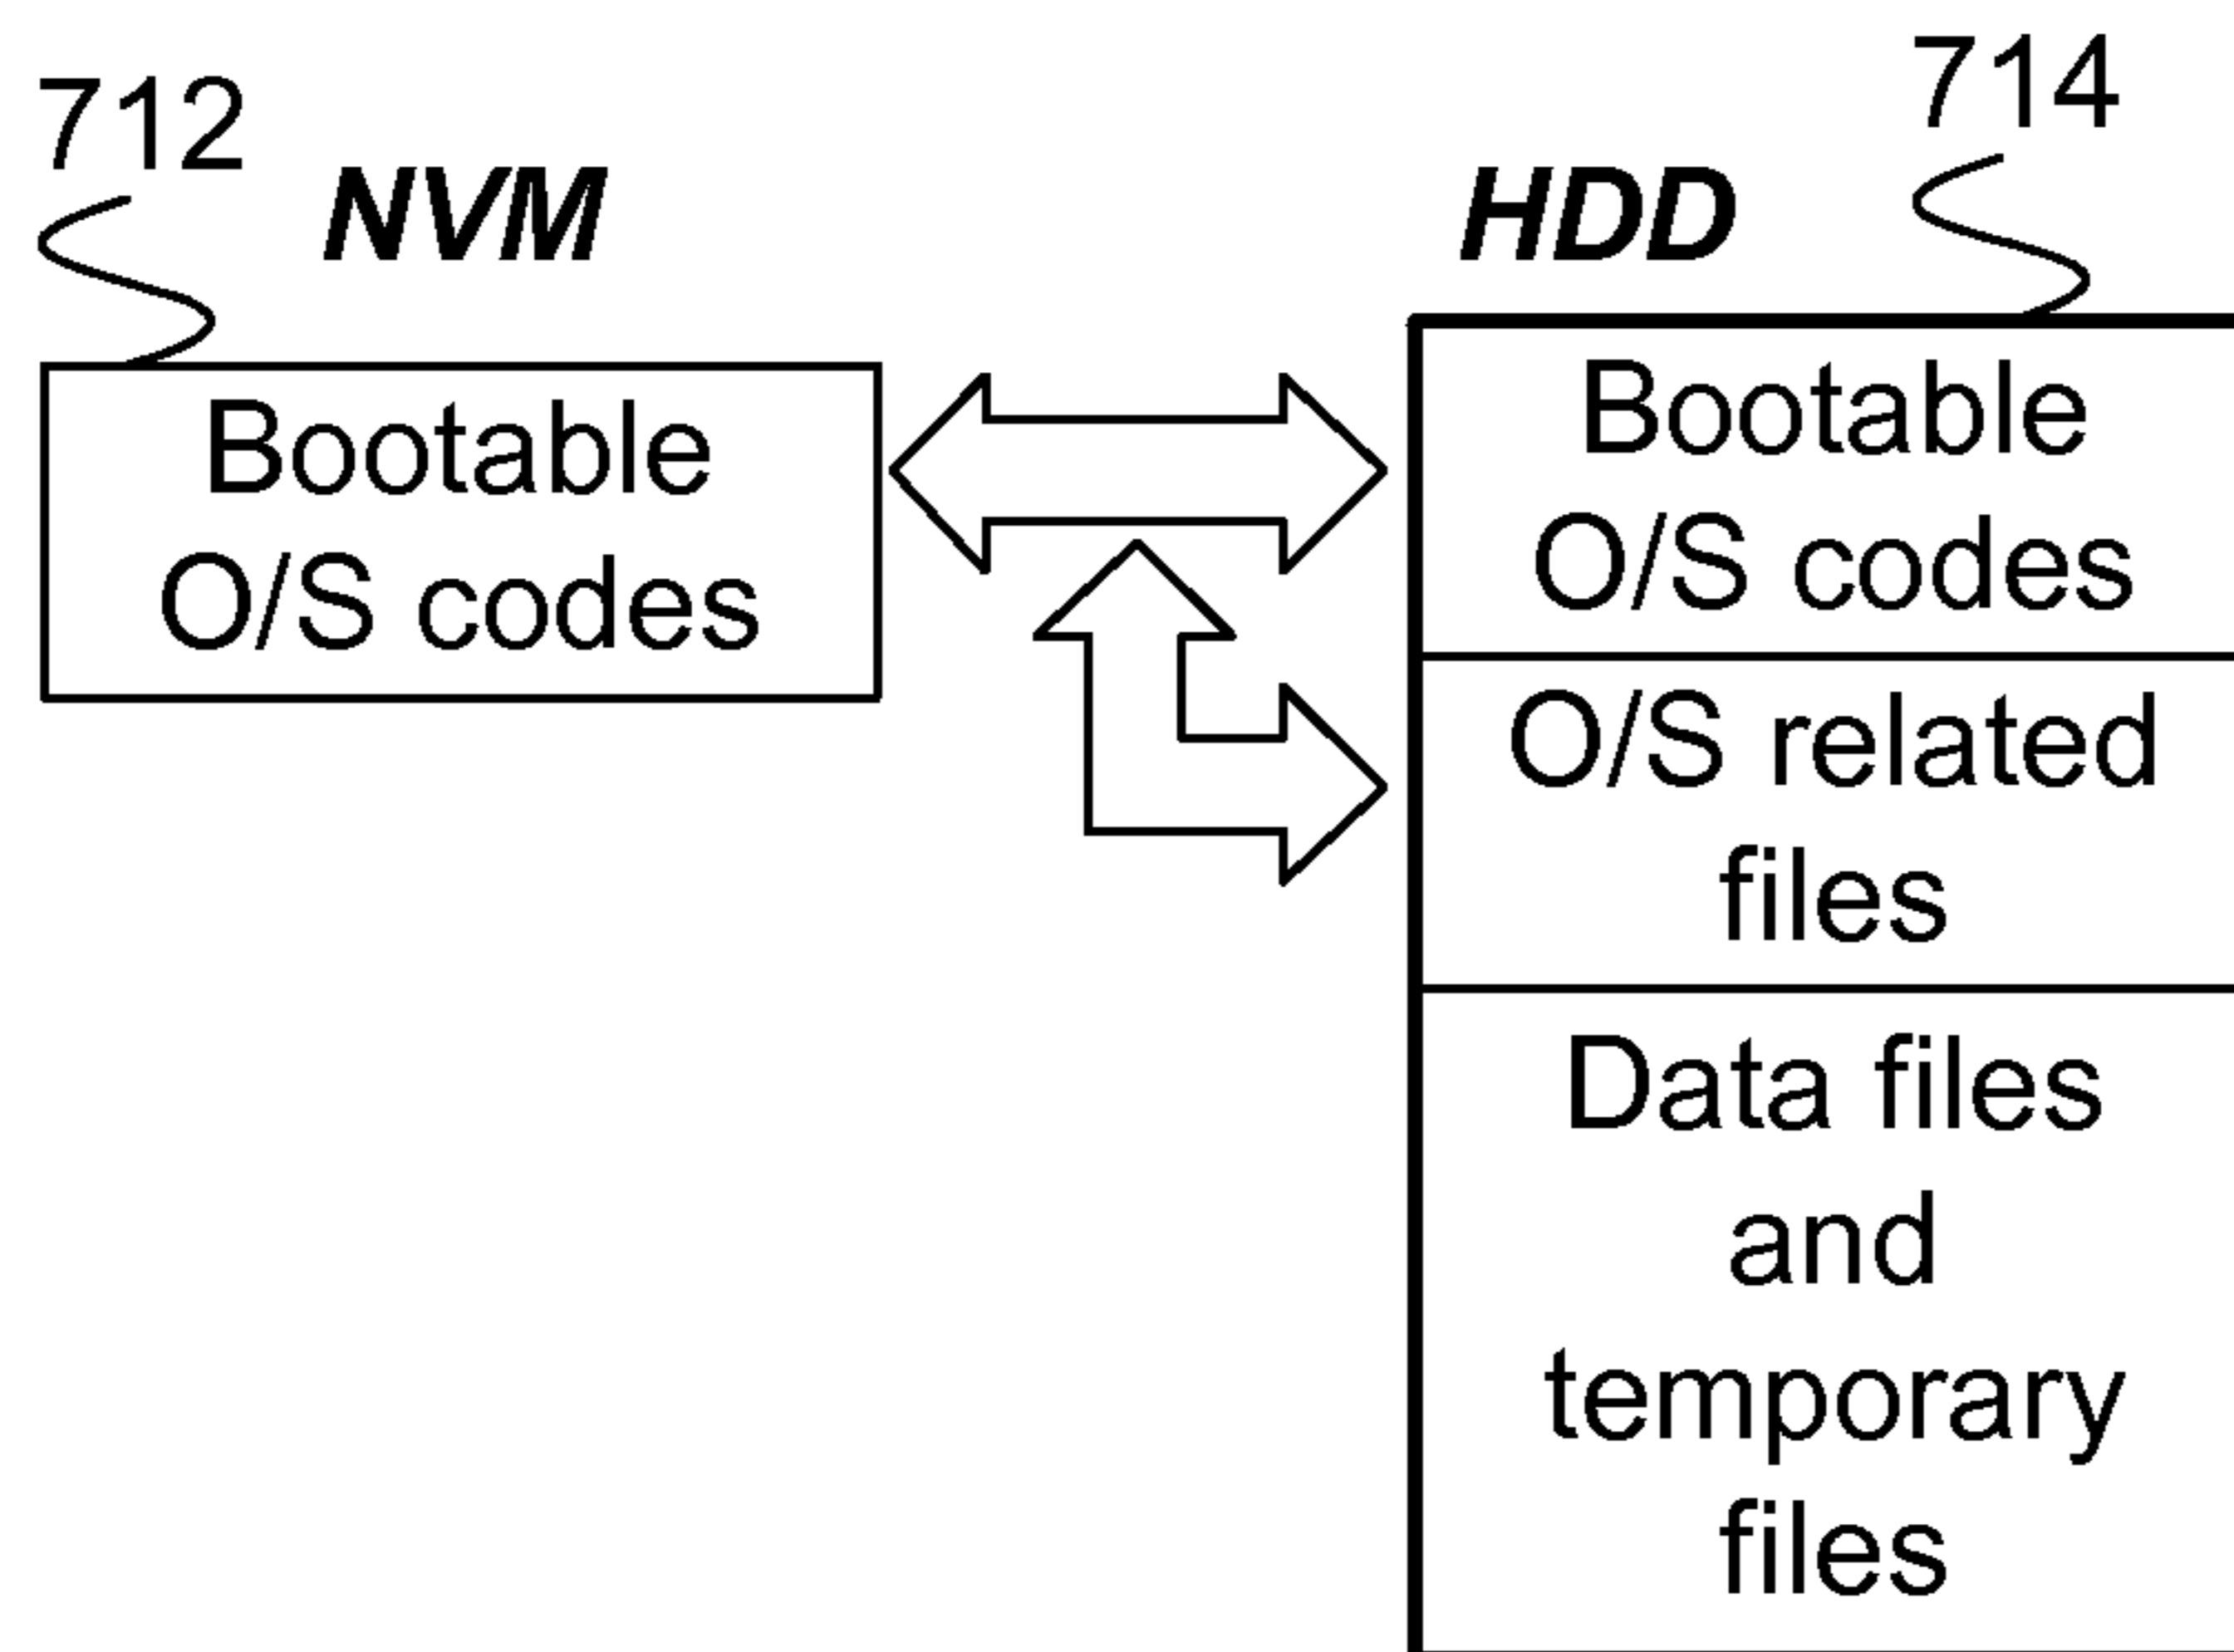 712
NVM
Bootable
O/S codes
714
HDD
Bootable
O/S codes
O/S related
files
Data files
and
temporary
files